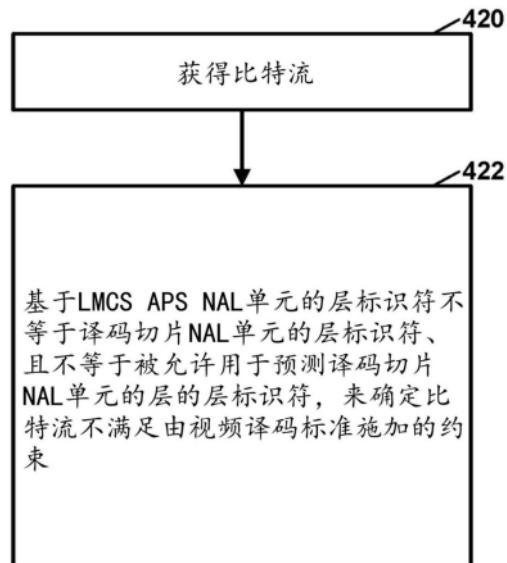 420
获得比特流
422
基于LMCS APS NAL单元的层标识符不
等于译码切片NAL单元的层标识符、
且不等于被允许用于预测译码切片
NAL单元的层的层标识符，来确定比
特流不满足由视频译码标准施加的约
束